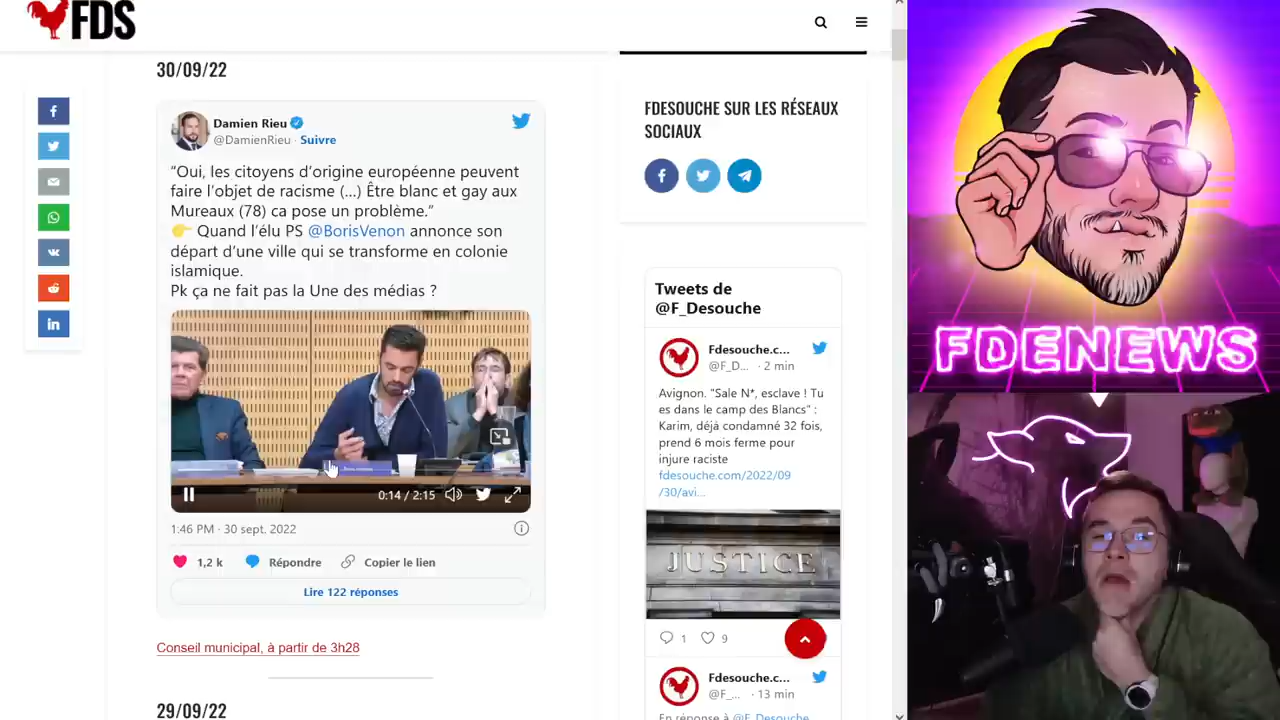 FDS
30/09/22
Damien Rieu
@DamienRieu · Suivre
“Oui, les citoyens d’origine européenne peuvent
faire l’objet de racisme (...) Être blanc et gay aux
Mureaux (78) ca pose un problème.”
👉 Quand l’élu PS @BorisVenon annonce son
départ d’une ville qui se transforme en colonie
islamique.
Pk ça ne fait pas la Une des médias ?
0:14 / 2:15
1:46 PM · 30 sept. 2022
1,2 k
Répondre
Copier le lien
Lire 122 réponses
Conseil municipal, à partir de 3h28
29/09/22
FDESOUCHE SUR LES RÉSEAUX
SOCIAUX
Tweets de
@F_Desouche
Fdesouche.c...
@F_D... · 2 min
Avignon. "Sale N*, esclave ! Tu
es dans le camp des Blancs" :
Karim, déjà condamné 32 fois,
prend 6 mois ferme pour
injure raciste
fdesouche.com/2022/09
/30/avi...
JUSTICE
1
9
Fdesouche.c...
@F_... · 13 min
En réponse à @F_Desouche
FDENEWS